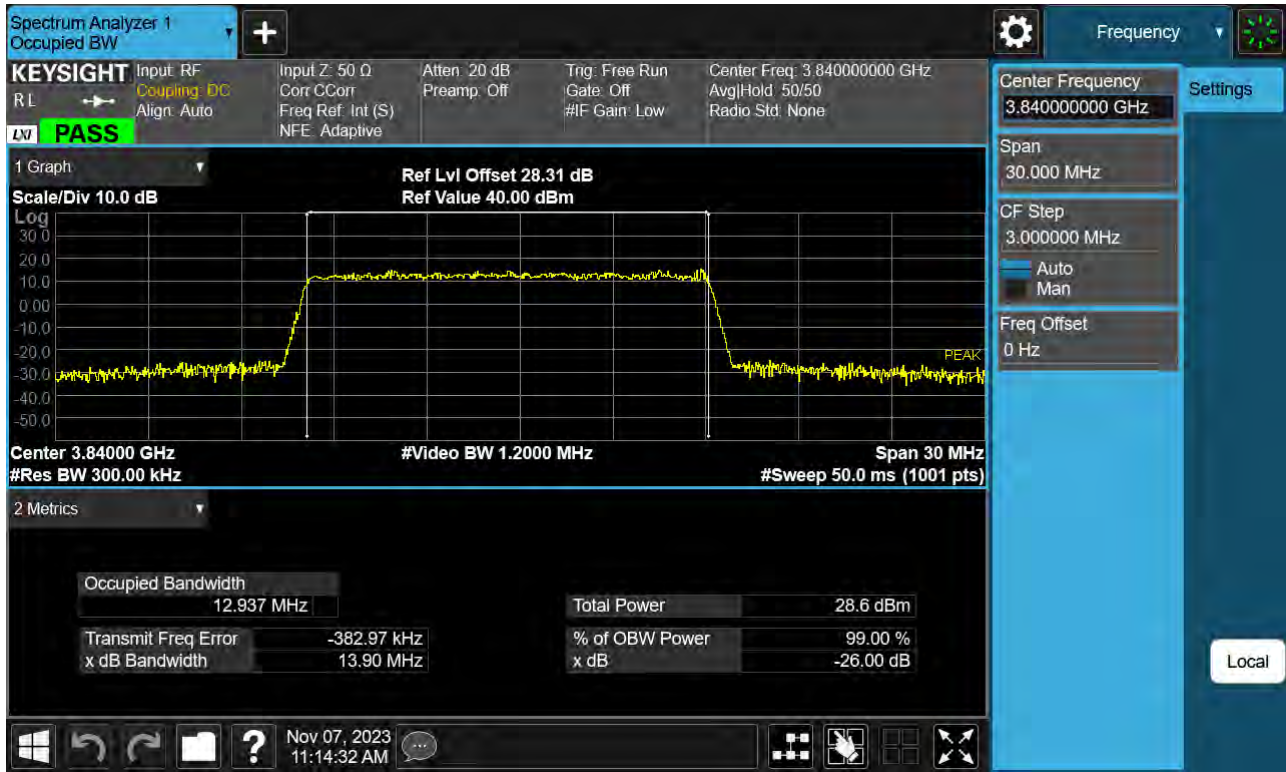 Spectrum Analyzer 1
Occupied BW
+
Frequency
KEYSIGHT
RL
LXI
PASS
Input: RF
Coupling: DC
Align: Auto
Input Z: 50 Ω
Corr CCorr
Freq Ref: Int (S)
NFE: Adaptive
Atten: 20 dB
Preamp: Off
Trig: Free Run
Gate: Off
#IF Gain: Low
Center Freq: 3.840000000 GHz
Avg|Hold: 50/50
Radio Std: None
Center Frequency
3.840000000 GHz
Settings
Span
30.000 MHz
CF Step
3.000000 MHz
Auto
Man
Freq Offset
0 Hz
Local
1 Graph
Scale/Div 10.0 dB
Ref Lvl Offset 28.31 dB
Ref Value 40.00 dBm
Log
30.0
20.0
10.0
0.00
-10.0
-20.0
-30.0
-40.0
-50.0
PEAK
Center 3.84000 GHz
#Video BW 1.2000 MHz
Span 30 MHz
#Res BW 300.00 kHz
#Sweep 50.0 ms (1001 pts)
2 Metrics
Occupied Bandwidth
12.937 MHz
Total Power 28.6 dBm
Transmit Freq Error -382.97 kHz
% of OBW Power 99.00 %
x dB Bandwidth 13.90 MHz
x dB -26.00 dB
?
Nov 07, 2023
11:14:32 AM